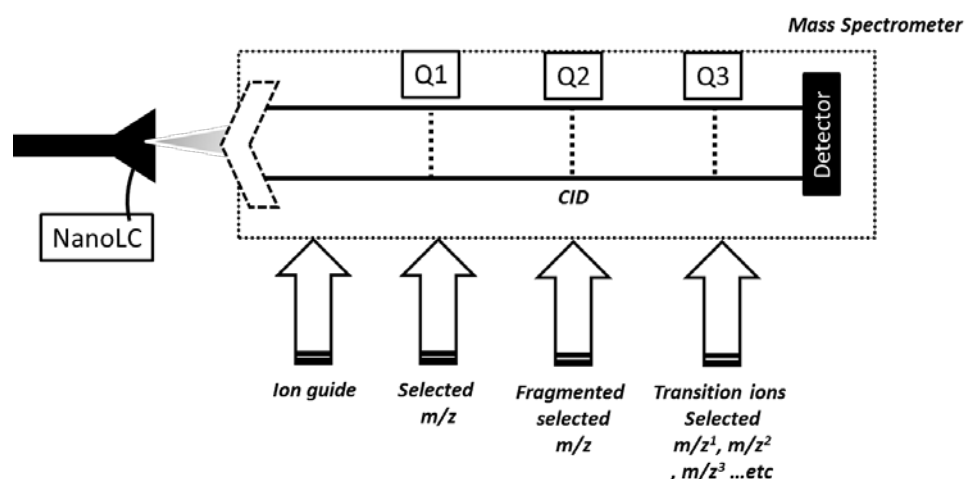 Mass Spectrometer
Q1
Q2
Q3
Detector
NanoLC
CID
Ion guide
Selected
m/z
Fragmented
selected
m/z
Transition ions
Selected
m/z¹, m/z²
, m/z³ ...etc